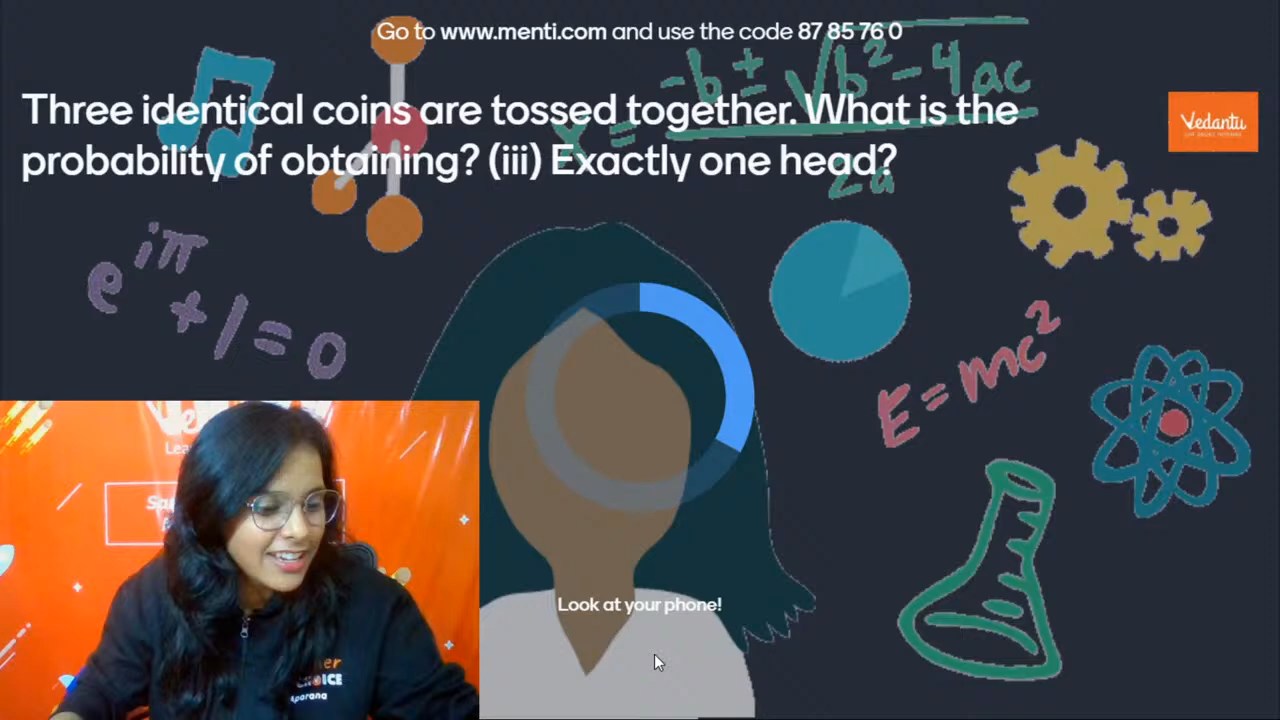 Go to www.menti.com and use the code 87 85 76 0
Three identical coins are tossed together. What is the
probability of obtaining? (iii) Exactly one head?
Vedantu
x = -b ± √b² - 4ac
2a
e^iπ + 1 = 0
E = mc²
Look at your phone!
CHOICE
Aparana